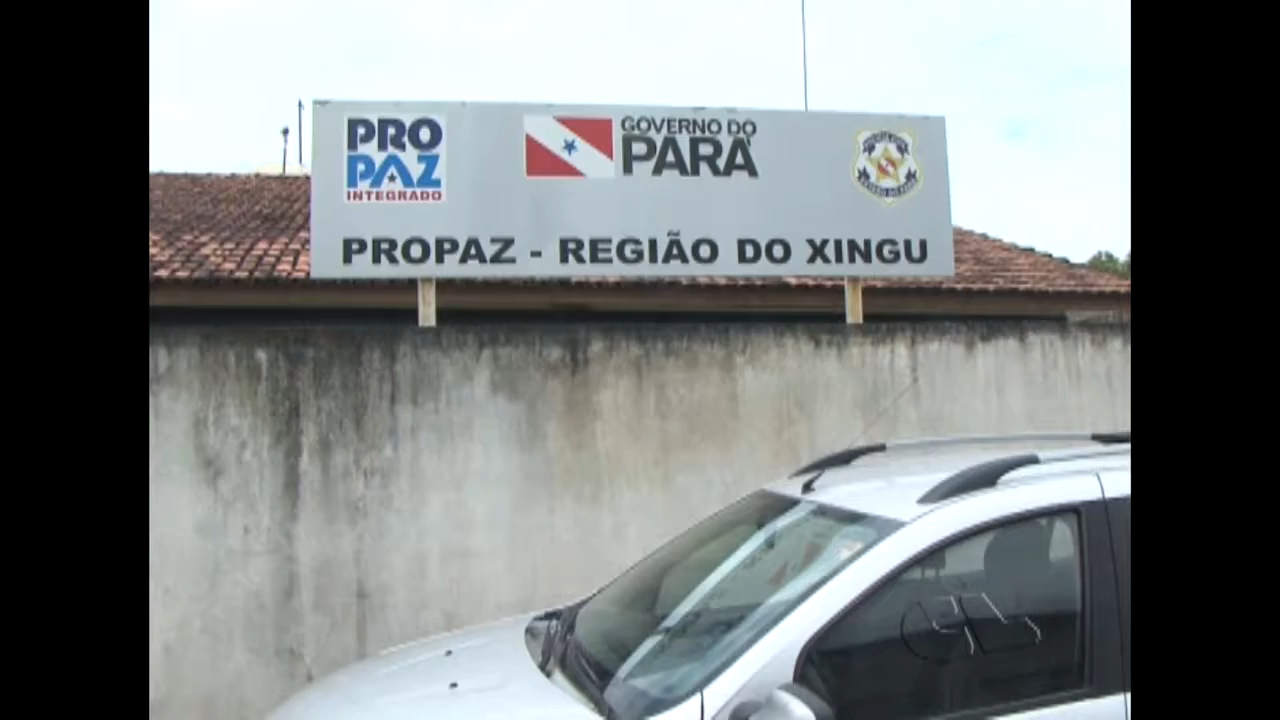 PRO
PAZ
INTEGRADO
GOVERNO DO
PARÁ
PROPAZ - REGIÃO DO XINGU